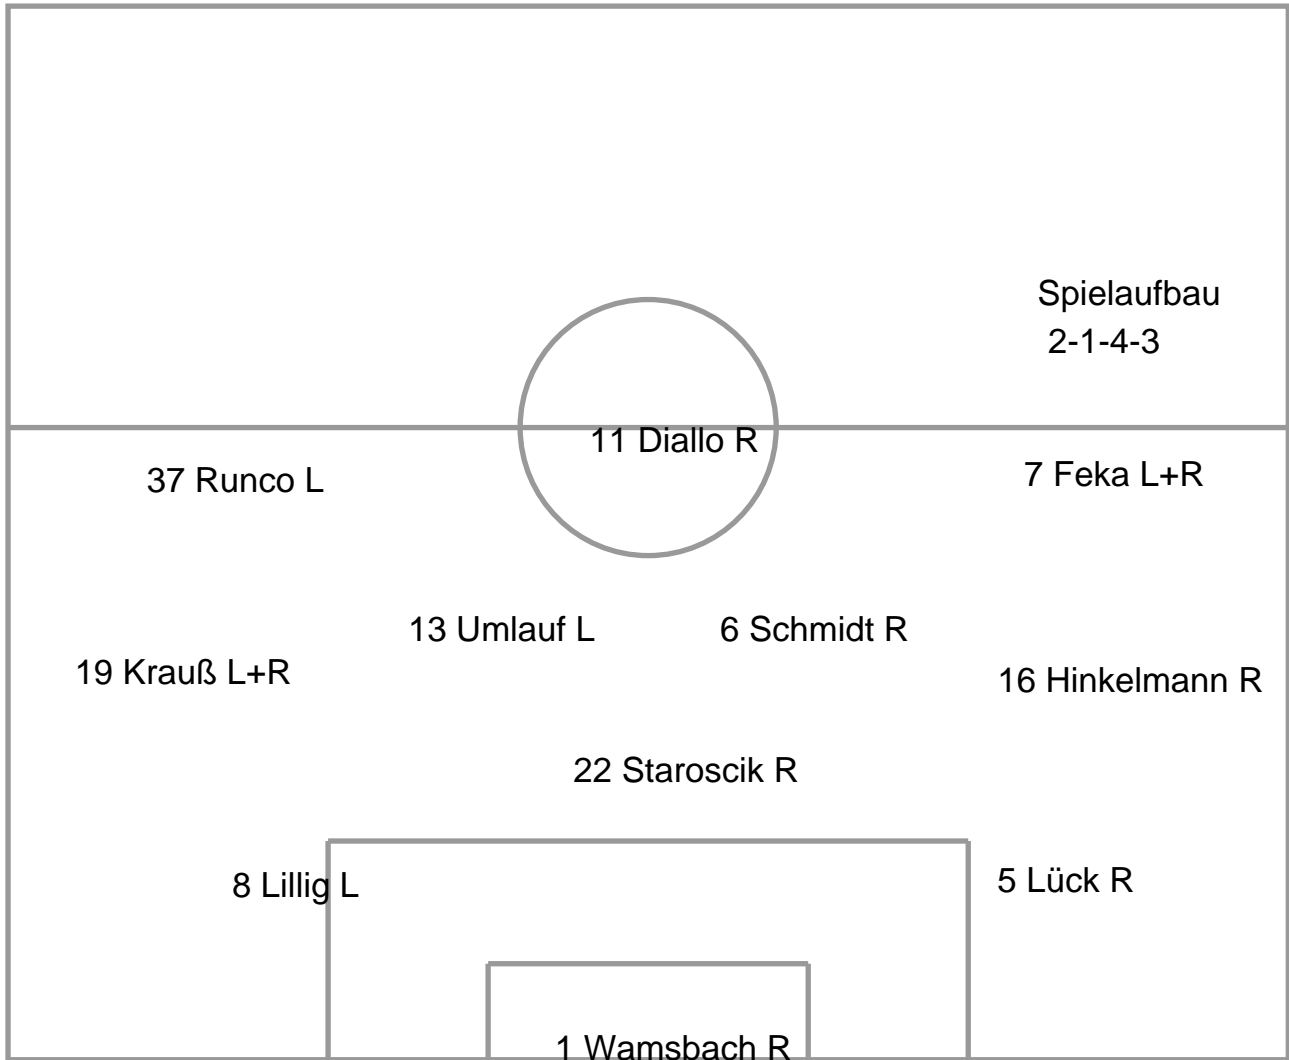 Spielaufbau
2-1-4-3
11 Diallo R
37 Runco L
7 Feka L+R
13 Umlauf L
6 Schmidt R
19 Krauß L+R
16 Hinkelmann R
22 Staroscik R
8 Lillig L
5 Lück R
1 Wamsbach R